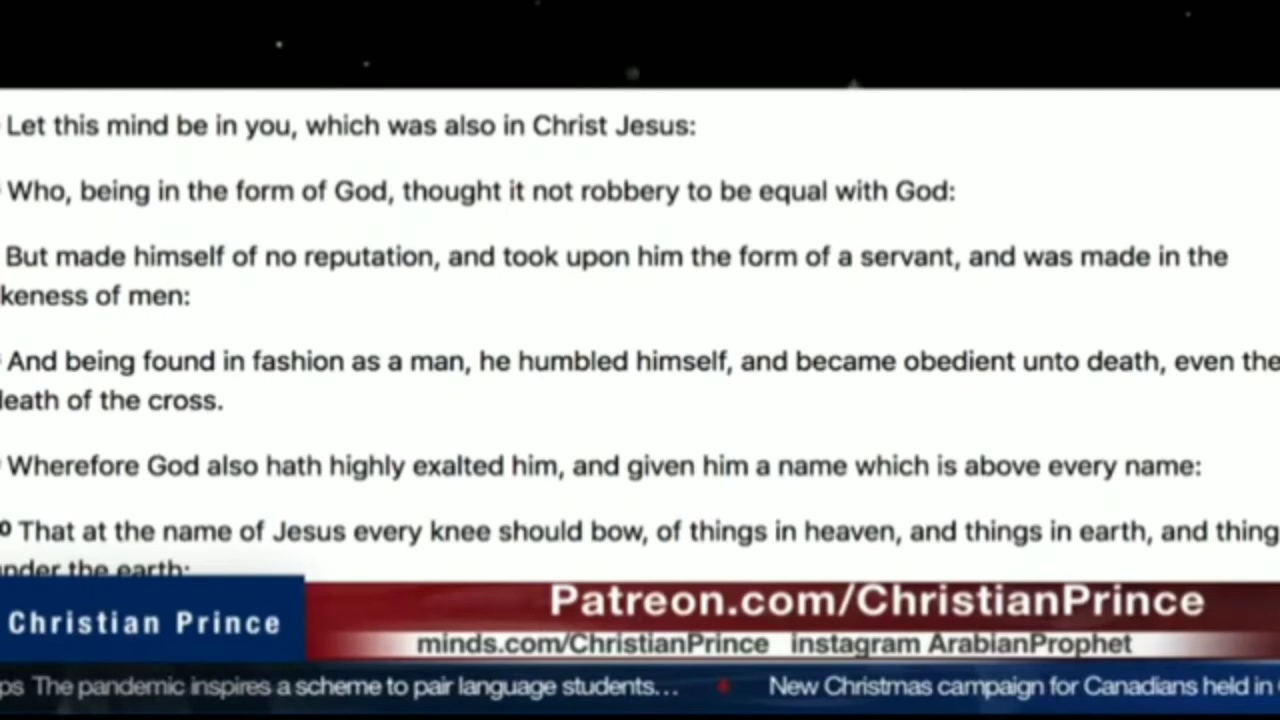 Let this mind be in you, which was also in Christ Jesus:
Who, being in the form of God, thought it not robbery to be equal with God:
But made himself of no reputation, and took upon him the form of a servant, and was made in the
keness of men:
And being found in fashion as a man, he humbled himself, and became obedient unto death, even the
eath of the cross.
Wherefore God also hath highly exalted him, and given him a name which is above every name:
0 That at the name of Jesus every knee should bow, of things in heaven, and things in earth, and thing
nder the earth:
Christian Prince
Patreon.com/ChristianPrince
minds.com/ChristianPrince instagram ArabianProphet
ps The pandemic inspires a scheme to pair language students... New Christmas campaign for Canadians held in